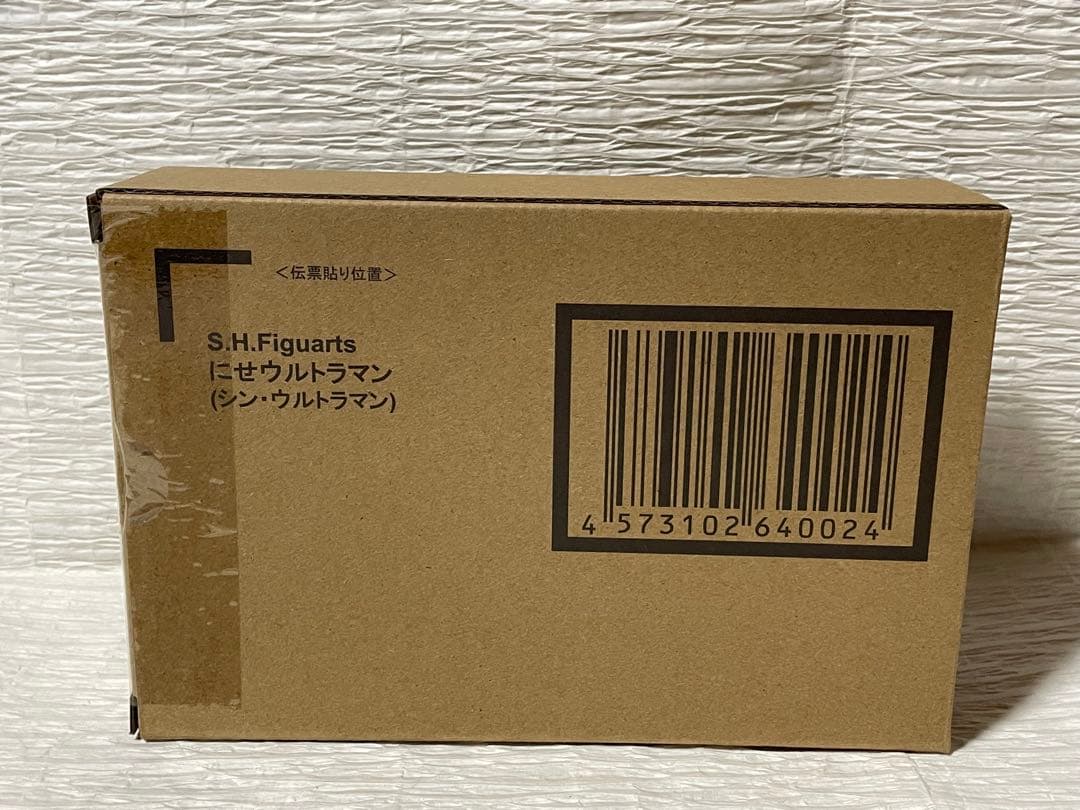 ＜伝票貼り位置＞
S.H.Figuarts
にせウルトラマン
(シン・ウルトラマン)
4 573102 640024